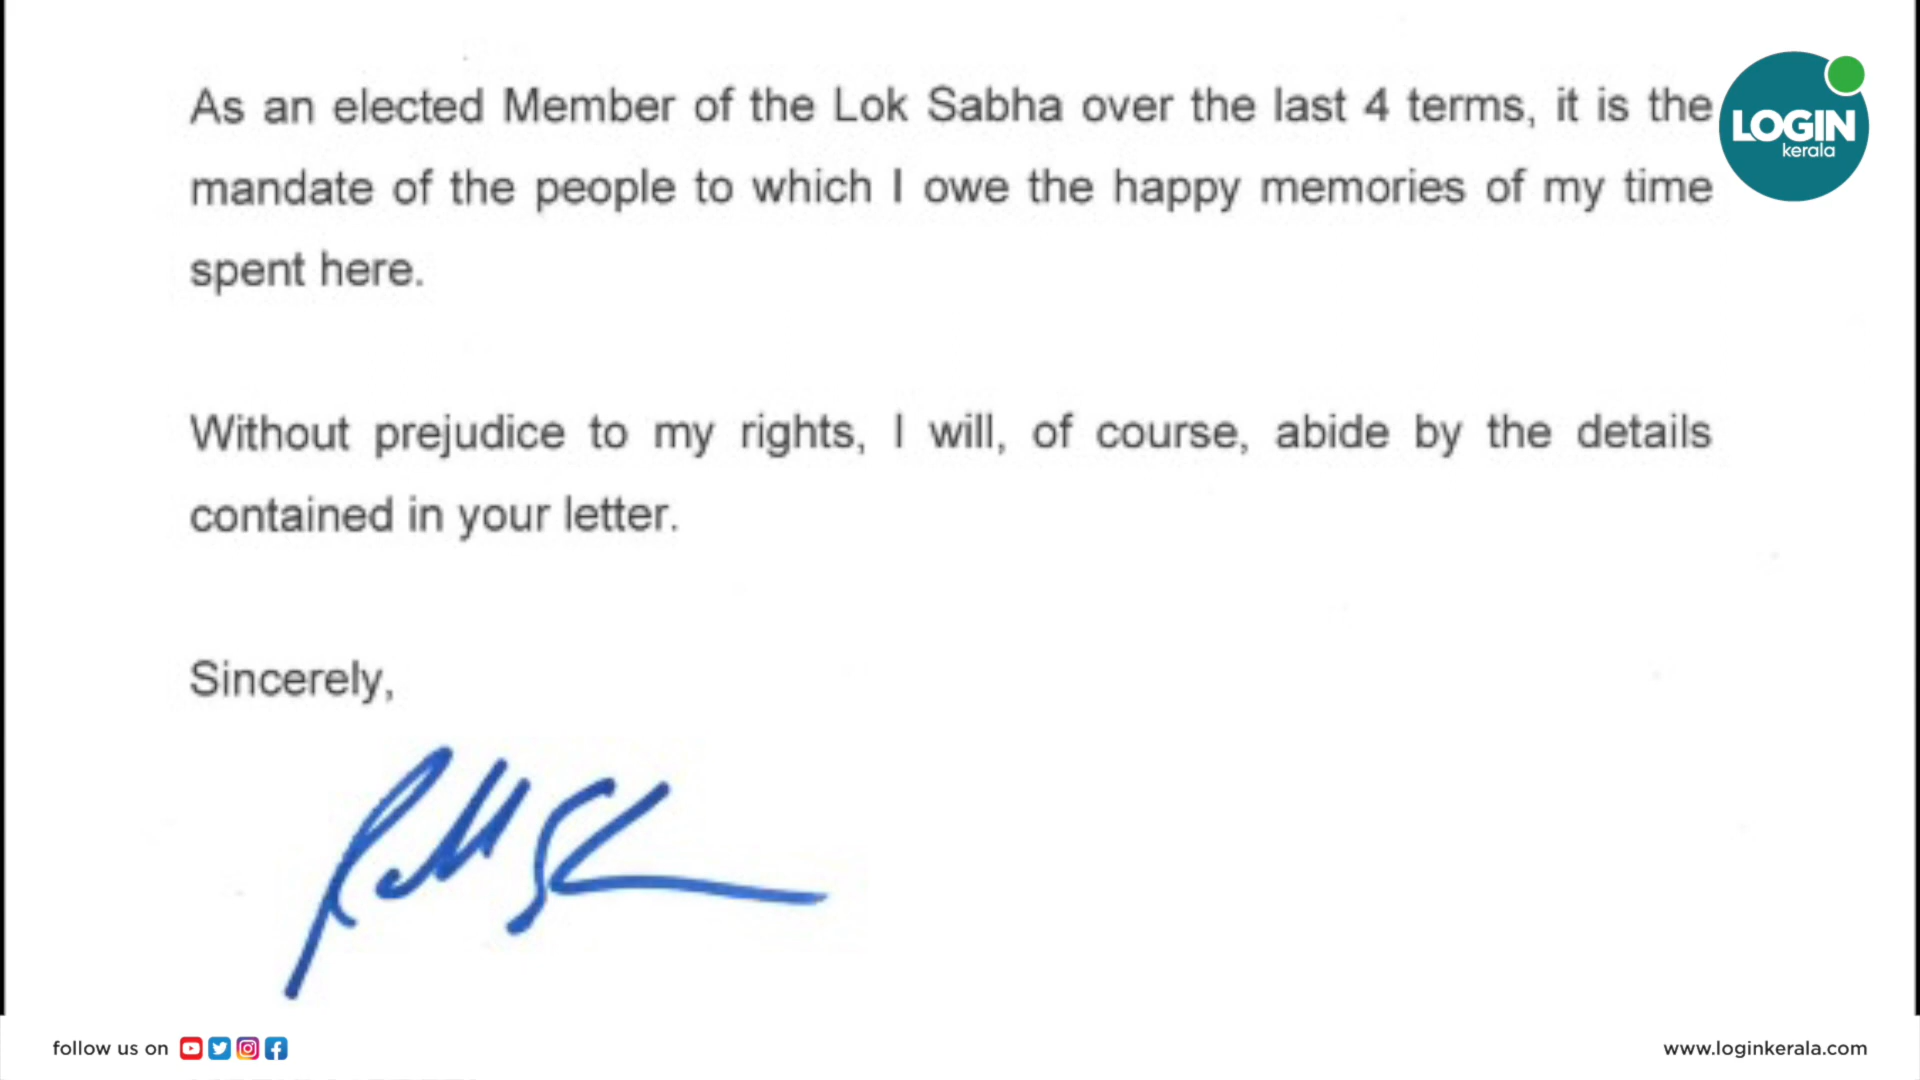 As an elected Member of the Lok Sabha over the last 4 terms, it is the
mandate of the people to which I owe the happy memories of my time
spent here.
Without prejudice to my rights, I will, of course, abide by the details
contained in your letter.
Sincerely,
LOGIN
kerala
follow us on
www.loginkerala.com